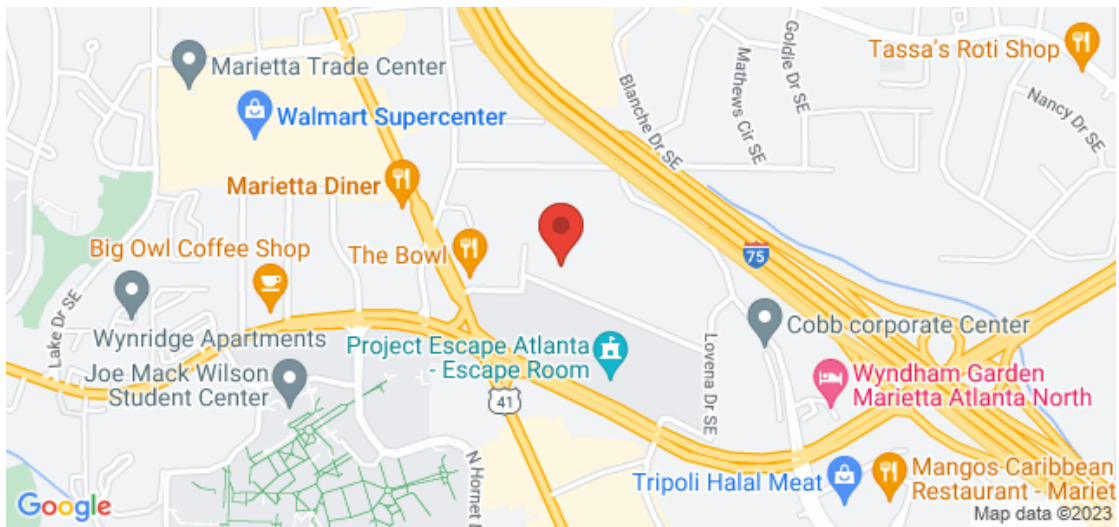 Marietta Trade Center
Walmart Supercenter
Marietta Diner
Big Owl Coffee Shop
The Bowl
Wynridge Apartments
Joe Mack Wilson
Student Center
Lake Dr SE
Project Escape Atlanta
- Escape Room
41
N Hornet
Blanche Dr SE
Mathews Cir SE
Goldie Dr SE
Tassa's Roti Shop
Nancy Dr SE
75
Lovena Dr SE
Cobb corporate Center
Wyndham Garden
Marietta Atlanta North
Tripoli Halal Meat
Mangos Caribbean
Restaurant - Mariet
Google
Map data ©2023